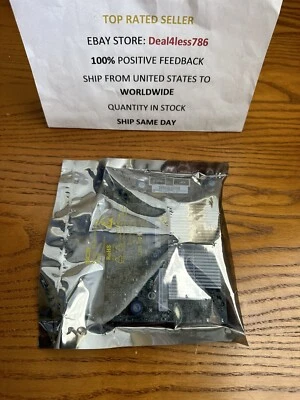 TOP RATED SELLER
EBAY STORE: Deal4less786
100% POSITIVE FEEDBACK
SHIP FROM UNITED STATES TO
WORLDWIDE
QUANTITY IN STOCK
SHIP SAME DAY